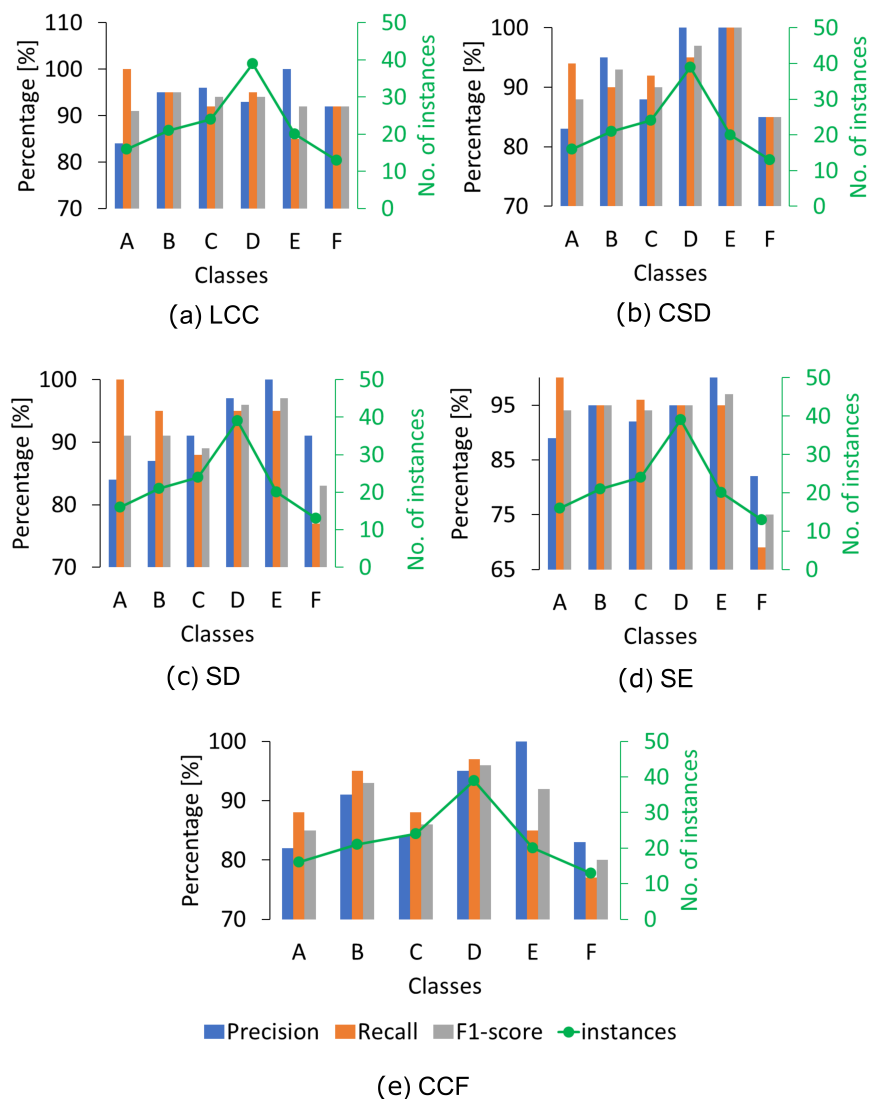 Percentage [%]
110
100
90
80
70
50
40
30
20
10
0
No. of instances
A B C D E F
Classes
(a) LCC
Percentage [%]
100
90
80
70
50
40
30
20
10
0
No. of instances
A B C D E F
Classes
(b) CSD
Percentage [%]
100
90
80
70
50
40
30
20
10
0
No. of instances
A B C D E F
Classes
(c) SD
Percentage [%]
95
85
75
65
50
40
30
20
10
0
No. of instances
A B C D E F
Classes
(d) SE
Percentage [%]
100
90
80
70
50
40
30
20
10
0
No. of instances
A B C D E F
Classes
Precision Recall F1-score instances
(e) CCF